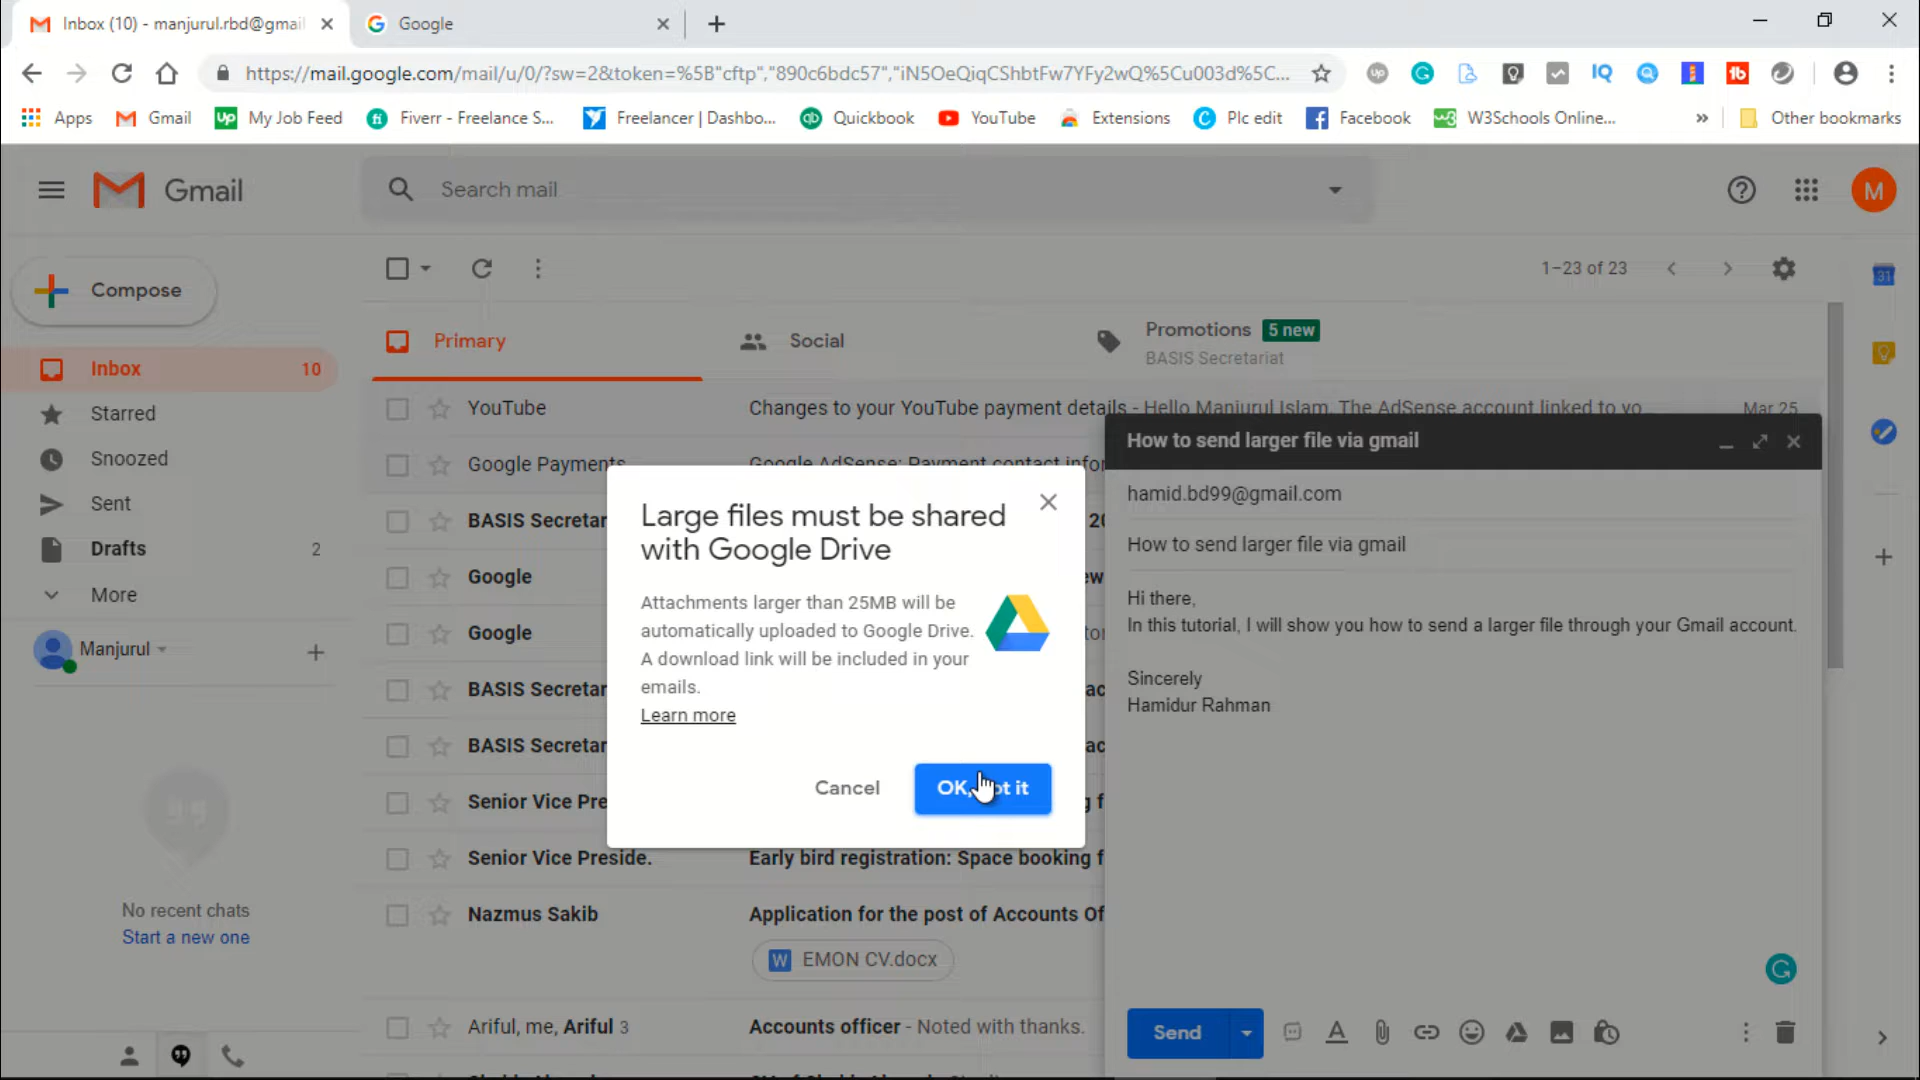 Inbox (10) - manjurul.rbd@gmai
Google
https://mail.google.com/mail/u/0/?sw=2&token=%5B"cftp","890c6bdc57","iN5OeQiqCShbtFw7YFy2wQ%5Cu003d%5C...
Apps
Gmail
My Job Feed
Fiverr - Freelance S...
Freelancer | Dashbo...
Quickbook
YouTube
Extensions
Plc edit
Facebook
W3Schools Online...
»
Other bookmarks
Gmail
Search mail
M
Compose
1–23 of 23
31
Primary
Social
Promotions 5 new
BASIS Secretariat
Inbox 10
Starred
Snoozed
Sent
Drafts 2
More
Manjurul
No recent chats
Start a new one
YouTube
Changes to your YouTube payment details - Hello Manjurul Islam, The AdSense account linked to yo...
Mar 25
Google Payments
Google AdSense: Payment contact infor
BASIS Secretar
Google
Google
BASIS Secretar
BASIS Secretar
Senior Vice Pre
Senior Vice Preside.
Early bird registration: Space booking f
Nazmus Sakib
Application for the post of Accounts Of
EMON CV.docx
Ariful, me, Ariful 3
Accounts officer - Noted with thanks.
Large files must be shared
with Google Drive
Attachments larger than 25MB will be
automatically uploaded to Google Drive.
A download link will be included in your
emails.
Learn more
Cancel
OK, got it
How to send larger file via gmail
hamid.bd99@gmail.com
How to send larger file via gmail
Hi there,
In this tutorial, I will show you how to send a larger file through your Gmail account.
Sincerely
Hamidur Rahman
Send